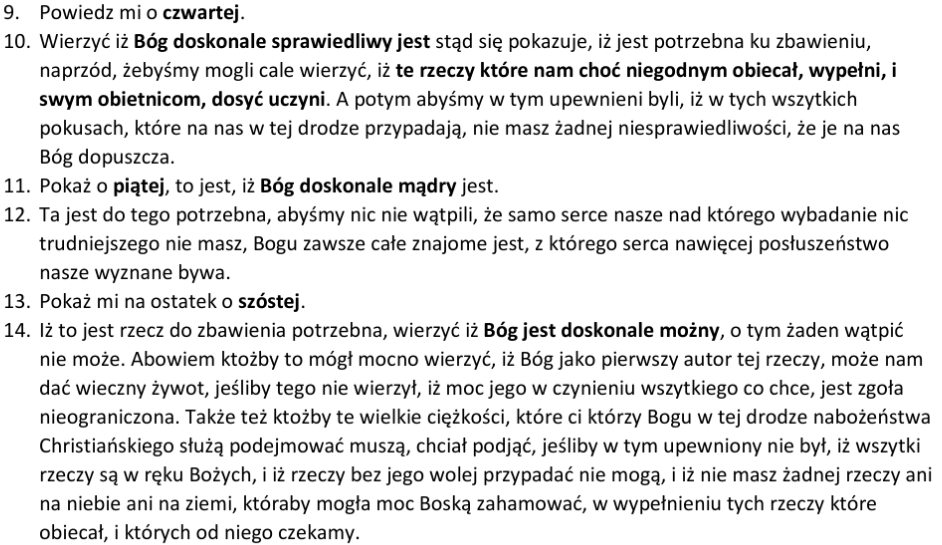 9. Powiedz mi o czwartej.
10. Wierzyć iż Bóg doskonale sprawiedliwy jest stąd się pokazuje, iż jest potrzebna ku zbawieniu,
naprzód, żebyśmy mogli cale wierzyć, iż te rzeczy które nam choć niegodnym obiecał, wypełni, i
swym obietnicom, dosyć uczyni. A potym abyśmy w tym upewnieni byli, iż w tych wszytkich
pokusach, które na nas w tej drodze przypadają, nie masz żadnej niesprawiedliwości, że je na nas
Bóg dopuszcza.
11. Pokaż o piątej, to jest, iż Bóg doskonale mądry jest.
12. Ta jest do tego potrzebna, abyśmy nic nie wątpili, że samo serce nasze nad którego wybadanie nic
trudniejszego nie masz, Bogu zawsze całe znajome jest, z którego serca nawięcej posłuszeństwo
nasze wyznane bywa.
13. Pokaż mi na ostatek o szóstej.
14. Iż to jest rzecz do zbawienia potrzebna, wierzyć iż Bóg jest doskonale możny, o tym żaden wątpić
nie może. Abowiem ktożby to mógł mocno wierzyć, iż Bóg jako pierwszy autor tej rzeczy, może nam
dać wieczny żywot, jeśliby tego nie wierzył, iż moc jego w czynieniu wszytkiego co chce, jest zgoła
nieograniczona. Także też ktożby te wielkie ciężkości, które ci którzy Bogu w tej drodze nabożeństwa
Christiańskiego służą podejmować muszą, chciał podjąć, jeśliby w tym upewniony nie był, iż wszytki
rzeczy są w ręku Bożych, i iż rzeczy bez jego wolej przypadać nie mogą, i iż nie masz żadnej rzeczy ani
na niebie ani na ziemi, któraby mogła moc Boską zahamować, w wypełnieniu tych rzeczy które
obiecał, i których od niego czekamy.